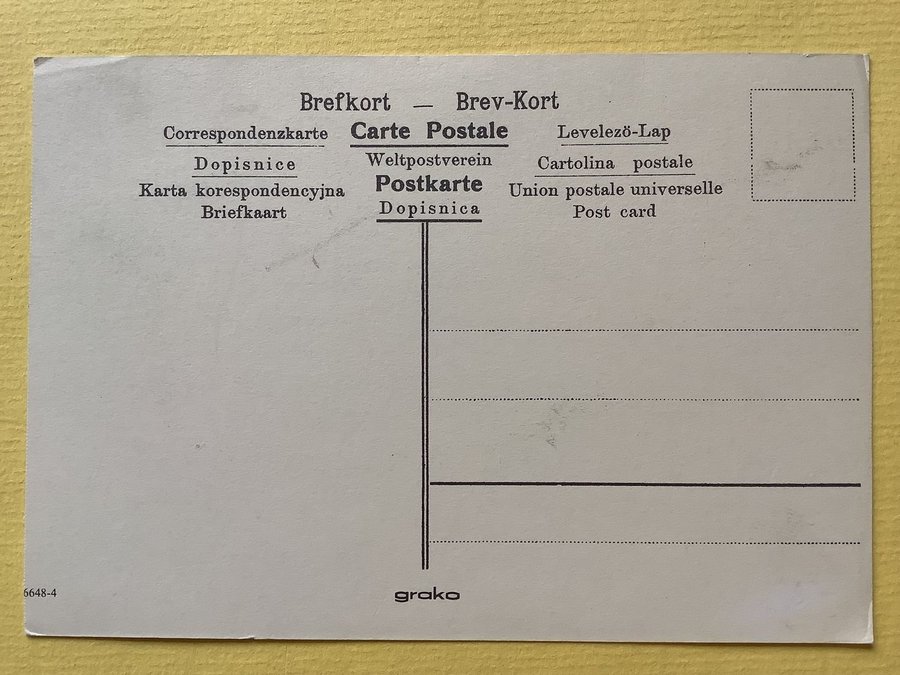 Brefkort — Brev-Kort
Correspondenzkarte Carte Postale Levelezö-Lap
Dopisnice Weltpostverein Cartolina postale
Karta korespondencyjna Postkarte Union postale universelle
Briefkaart Dopisnica Post card
6648-4
grako